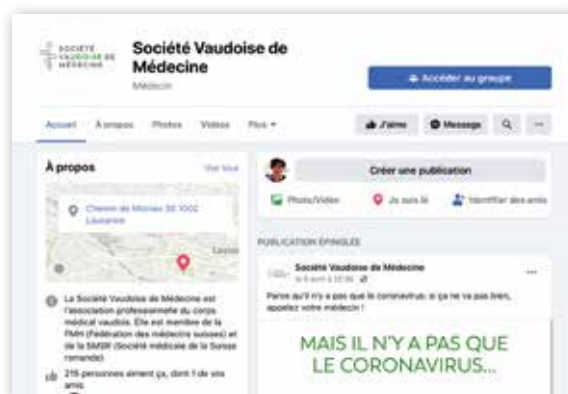 SOCIÉTÉ
VAUDOISE DE
MÉDECINE
Société Vaudoise de
Médecine
Médecin
Accéder au groupe
Accueil À propos Photos Vidéos Plus
J'aime Message
À propos Voir tout
Chemin de Mornex 38 1002
Lausanne
La Société Vaudoise de Médecine est
l'association professionnelle du corps
médical vaudois. Elle est membre de la
FMH (Fédération des médecins suisses) et
de la SMSR (Société médicale de la Suisse
romande)
216 personnes aiment ça, dont 1 de vos
amis
Créer une publication
Photo/Vidéo Je suis là Identifier des amis
PUBLICATION ÉPINGLÉE
Société Vaudoise de Médecine
Parce qu'il n'y a pas que le coronavirus: si ça ne va pas bien,
appelez votre médecin !
MAIS IL N'Y A PAS QUE
LE CORONAVIRUS...